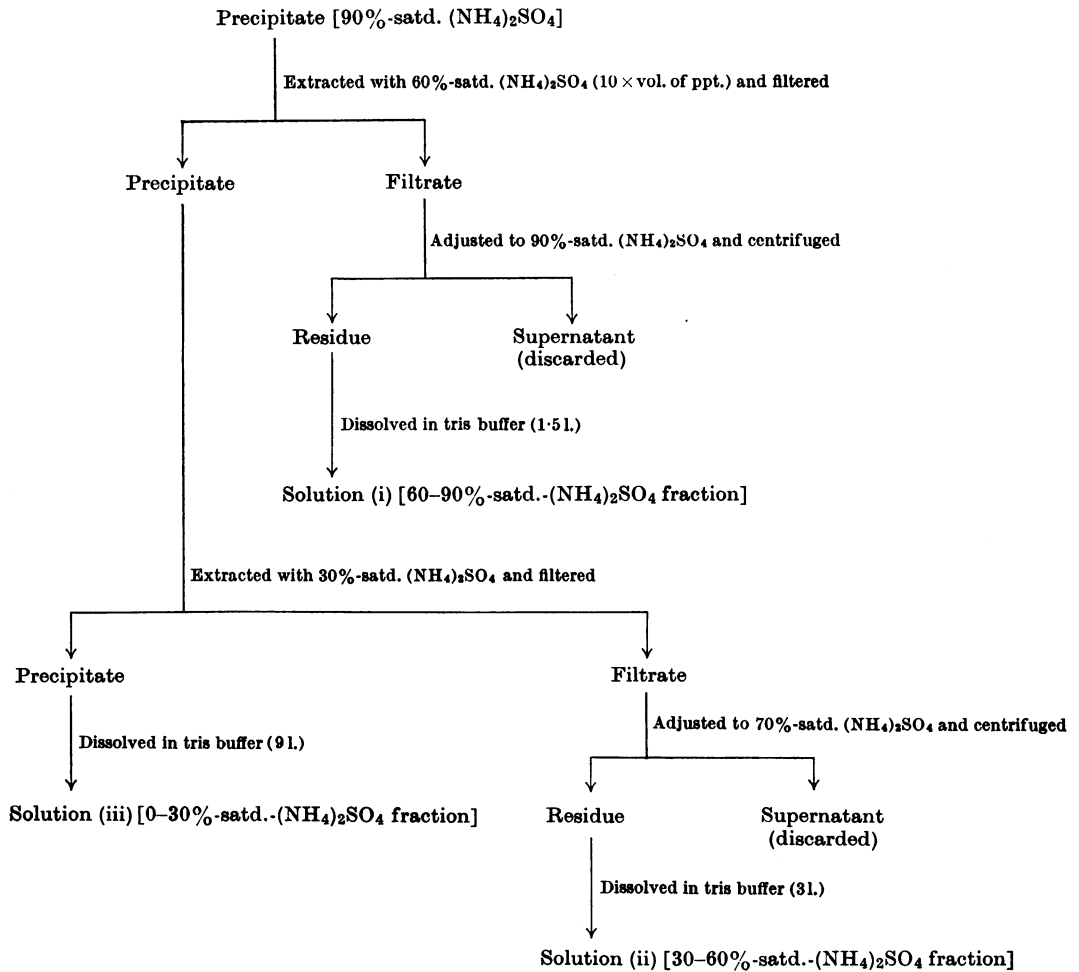 Precipitate [90%-satd. (NH₄)₂SO₄]
Extracted with 60%-satd. (NH₄)₂SO₄ (10 × vol. of ppt.) and filtered
Precipitate
Filtrate
Adjusted to 90%-satd. (NH₄)₂SO₄ and centrifuged
Residue
Supernatant
(discarded)
Dissolved in tris buffer (1·5 l.)
Solution (i) [60–90%-satd.-(NH₄)₂SO₄ fraction]
Extracted with 30%-satd. (NH₄)₂SO₄ and filtered
Precipitate
Filtrate
Adjusted to 70%-satd. (NH₄)₂SO₄ and centrifuged
Dissolved in tris buffer (9 l.)
Solution (iii) [0–30%-satd.-(NH₄)₂SO₄ fraction]
Residue
Supernatant
(discarded)
Dissolved in tris buffer (3 l.)
Solution (ii) [30–60%-satd.-(NH₄)₂SO₄ fraction]